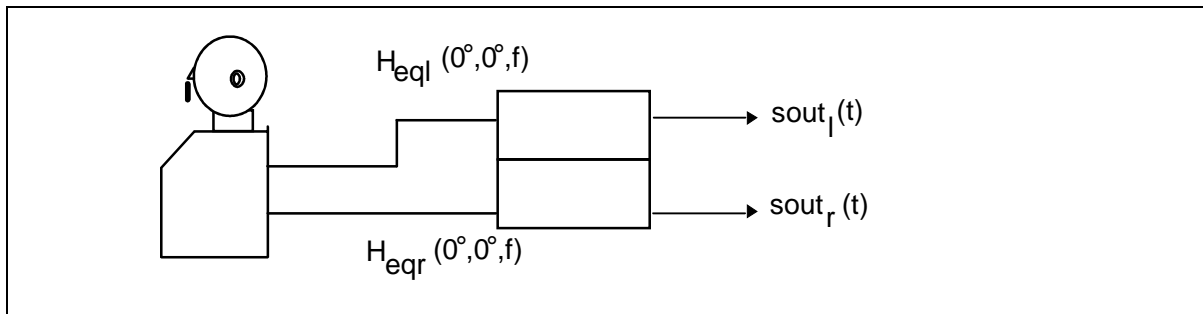 H_eql (0°,0°,f)
sout_l(t)
sout_r (t)
H_eqr (0°,0°,f)